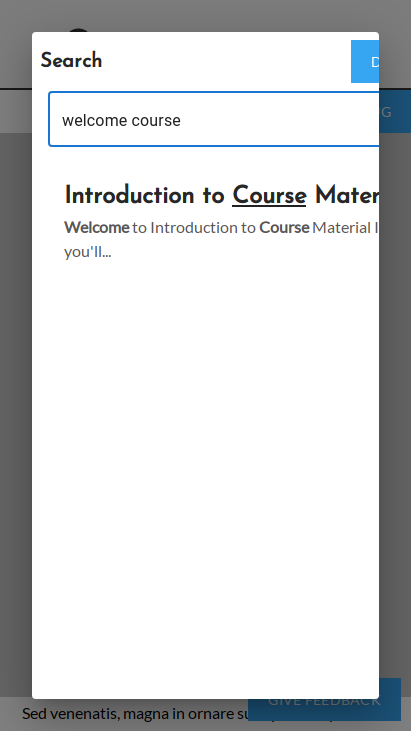 Search
D
G
welcome course
Introduction to Course Mater
Welcome to Introduction to Course Material I
you'll...
GIVE FEEDBACK
Sed venenatis, magna in ornare su